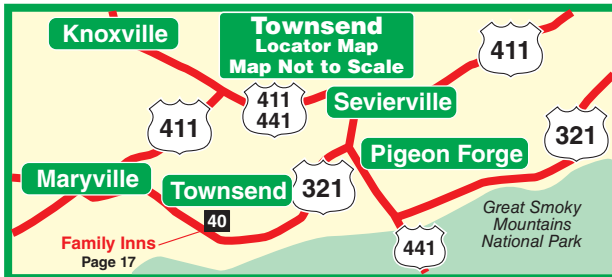 Knoxville
Townsend
Locator Map
Map Not to Scale
411
411
441
Sevierville
411
321
Pigeon Forge
Maryville
Townsend
321
40
Family Inns
Page 17
441
Great Smoky
Mountains
National Park